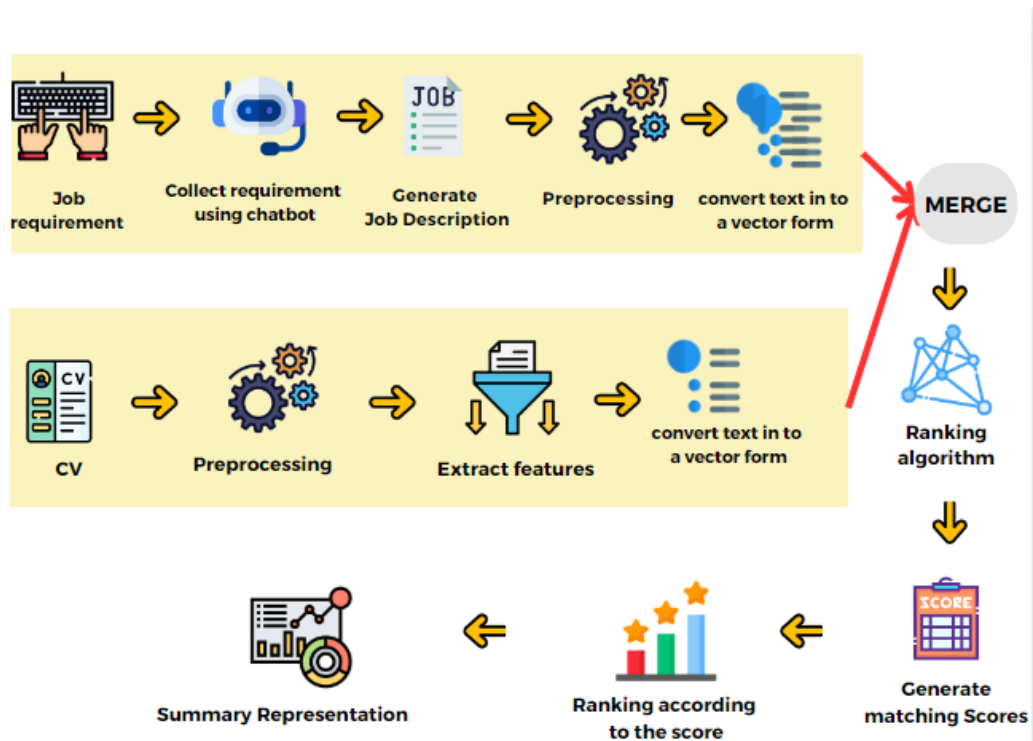 JOB
Job
requirement
Collect requirement
using chatbot
Generate
Job Description
Preprocessing
convert text in to
a vector form
MERGE
CV
CV
Preprocessing
Extract features
convert text in to
a vector form
Ranking
algorithm
SCORE
Generate
matching Scores
Ranking according
to the score
Summary Representation